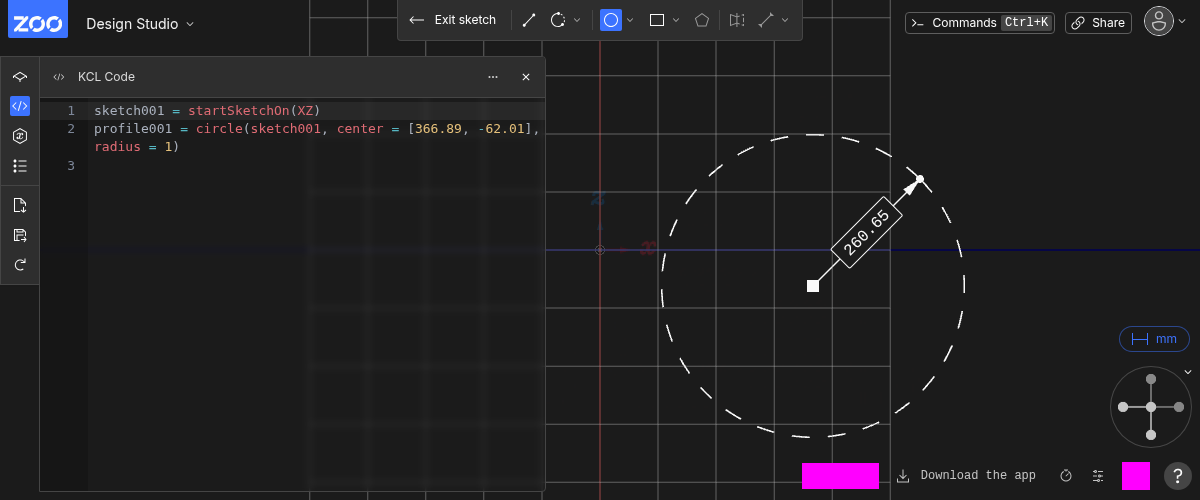 ZOO
Design Studio
Exit sketch
Commands Ctrl+K
Share
KCL Code
1 sketch001 = startSketchOn(XZ)
2 profile001 = circle(sketch001, center = [366.89, -62.01],
radius = 1)
3
z
x
260.65
mm
Download the app
?